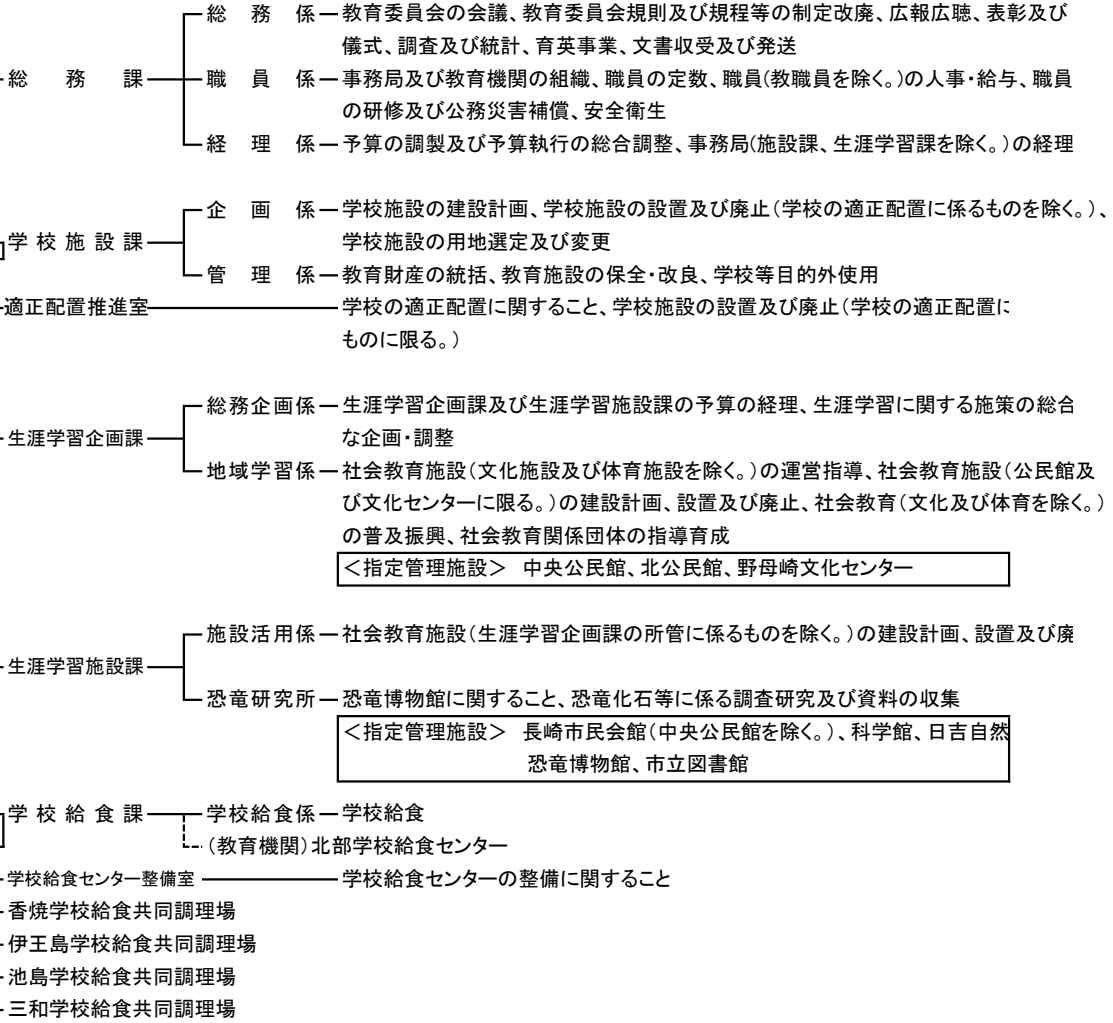 総務係 教育委員会の会議、教育委員会規則及び規程等の制定改廃、広報広聴、表彰及び
儀式、調査及び統計、育英事業、文書収受及び発送
総務課 職員係 事務局及び教育機関の組織、職員の定数、職員(教職員を除く。)の人事・給与、職員
の研修及び公務災害補償、安全衛生
経理係 予算の調製及び予算執行の総合調整、事務局(施設課、生涯学習課を除く。)の経理
企画係 学校施設の建設計画、学校施設の設置及び廃止(学校の適正配置に係るものを除く。)、
学校施設課 学校施設の用地選定及び変更
管理係 教育財産の統括、教育施設の保全・改良、学校等目的外使用
適正配置推進室 学校の適正配置に関すること、学校施設の設置及び廃止(学校の適正配置に
ものに限る。)
総務企画係 生涯学習企画課及び生涯学習施設課の予算の経理、生涯学習に関する施策の総合
生涯学習企画課 な企画・調整
地域学習係 社会教育施設(文化施設及び体育施設を除く。)の運営指導、社会教育施設(公民館及
び文化センターに限る。)の建設計画、設置及び廃止、社会教育(文化及び体育を除く。)
の普及振興、社会教育関係団体の指導育成
<指定管理施設> 中央公民館、北公民館、野母崎文化センター
施設活用係 社会教育施設(生涯学習企画課の所管に係るものを除く。)の建設計画、設置及び廃
生涯学習施設課
恐竜研究所 恐竜博物館に関すること、恐竜化石等に係る調査研究及び資料の収集
<指定管理施設> 長崎市民会館(中央公民館を除く。)、科学館、日吉自然
恐竜博物館、市立図書館
学校給食課 学校給食係 学校給食
(教育機関)北部学校給食センター
学校給食センター整備室 学校給食センターの整備に関すること
香焼学校給食共同調理場
伊王島学校給食共同調理場
池島学校給食共同調理場
三和学校給食共同調理場